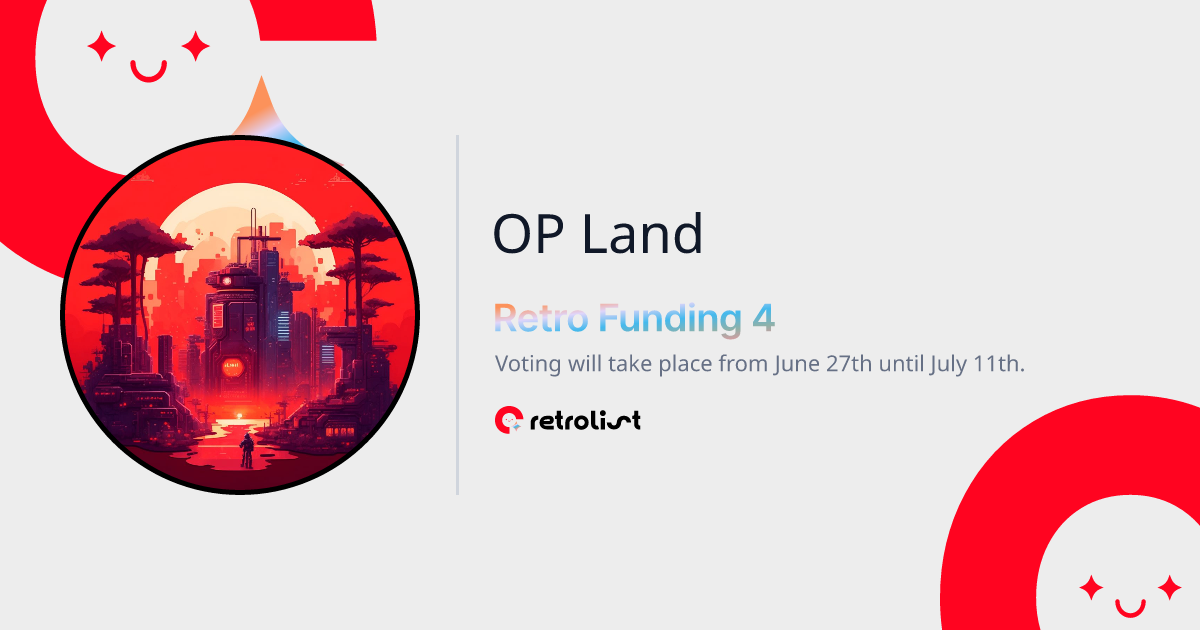 OP Land
Retro Funding 4
Voting will take place from June 27th until July 11th.
retrolist